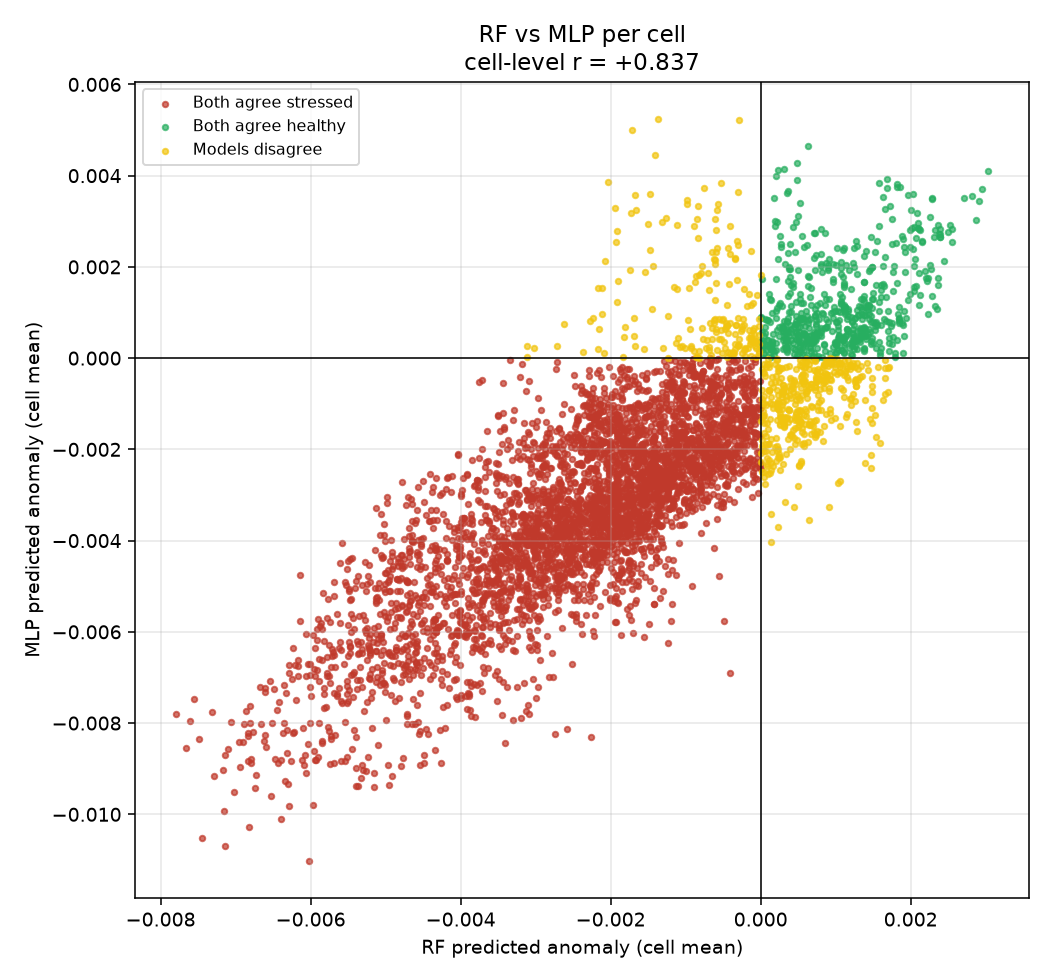 RF vs MLP per cell
cell-level r = +0.837
Both agree stressed
Both agree healthy
Models disagree
0.006
0.004
0.002
0.000
−0.002
−0.004
−0.006
−0.008
−0.010
MLP predicted anomaly (cell mean)
−0.008 −0.006 −0.004 −0.002 0.000 0.002
RF predicted anomaly (cell mean)